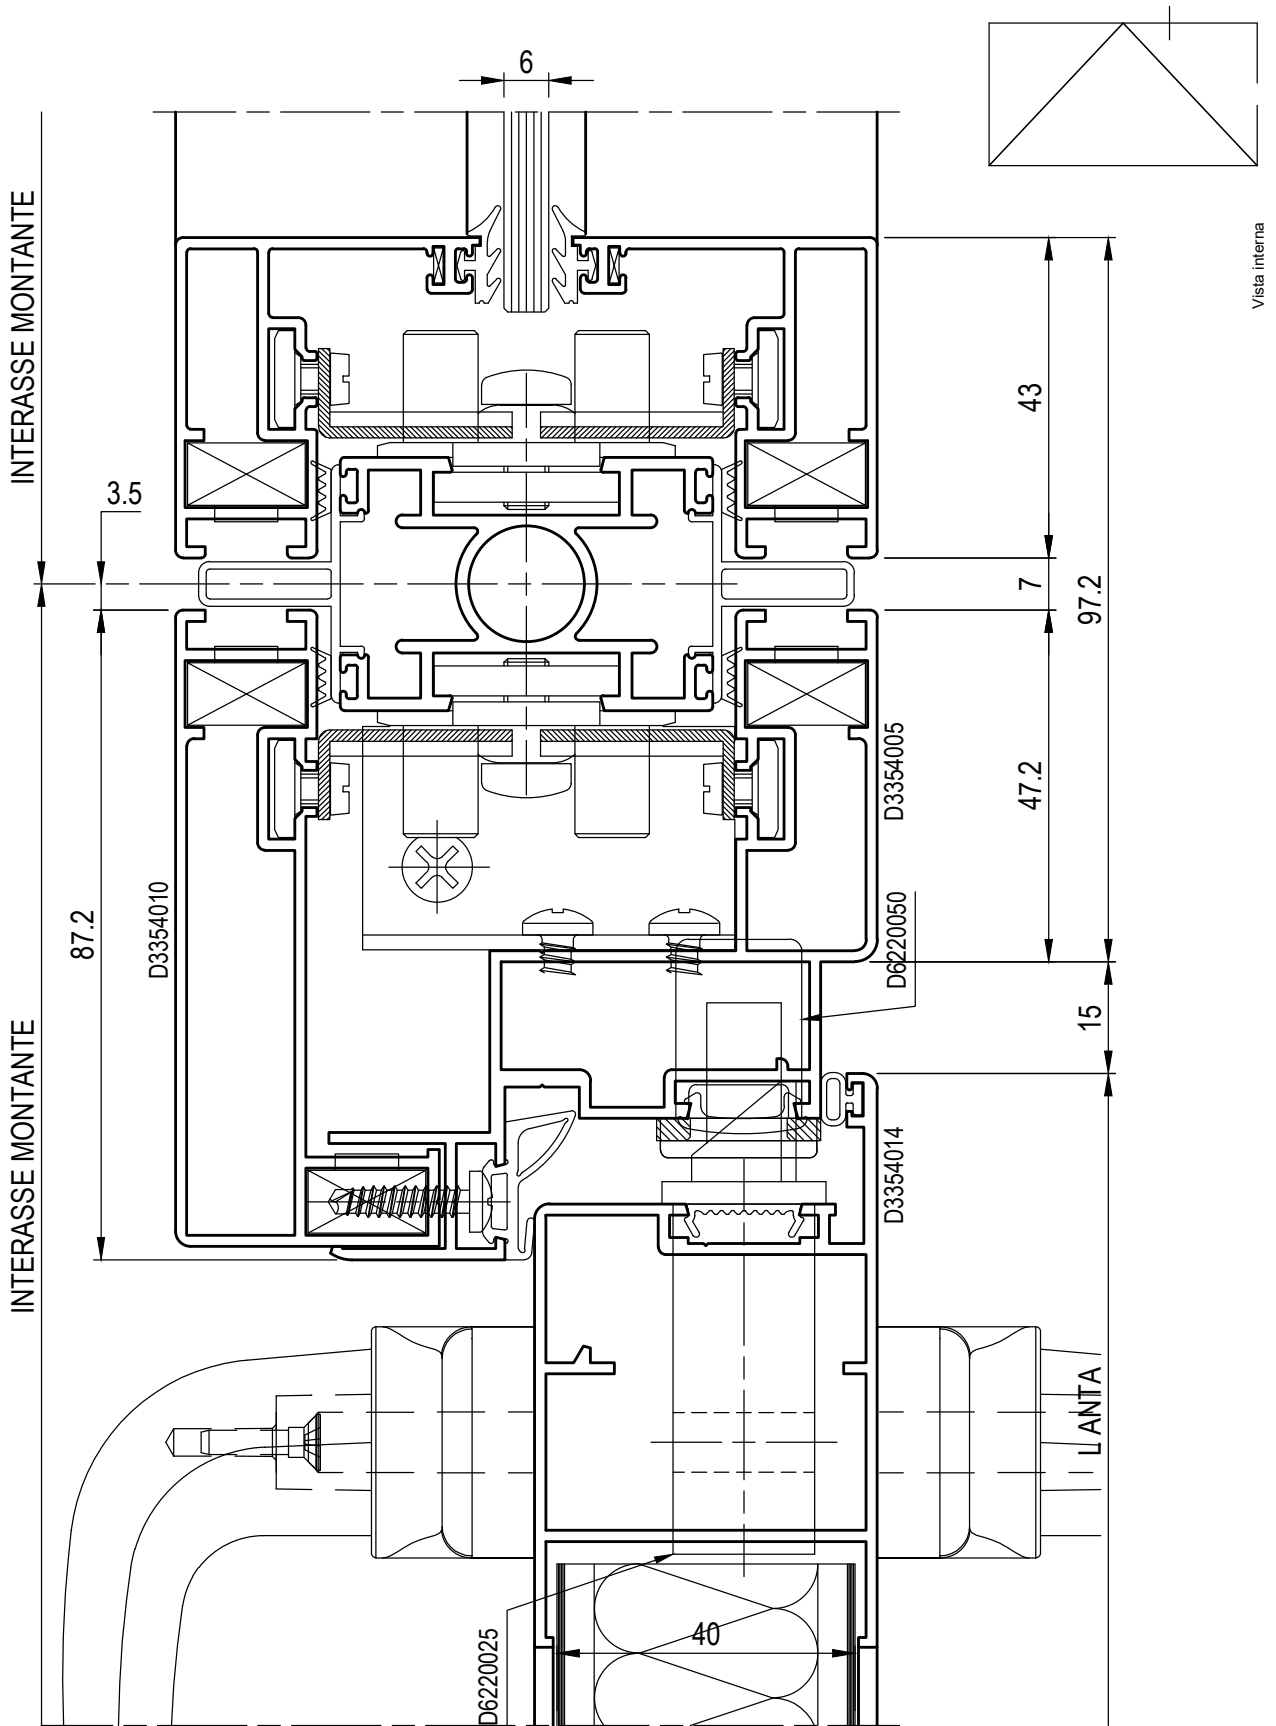 6
Vista interna
INTERASSE MONTANTE
43
3.5
7
97.2
D3354005
47.2
D3354010
87.2
D6220050
15
INTERASSE MONTANTE
D3354014
L ANTA
D6220025
40